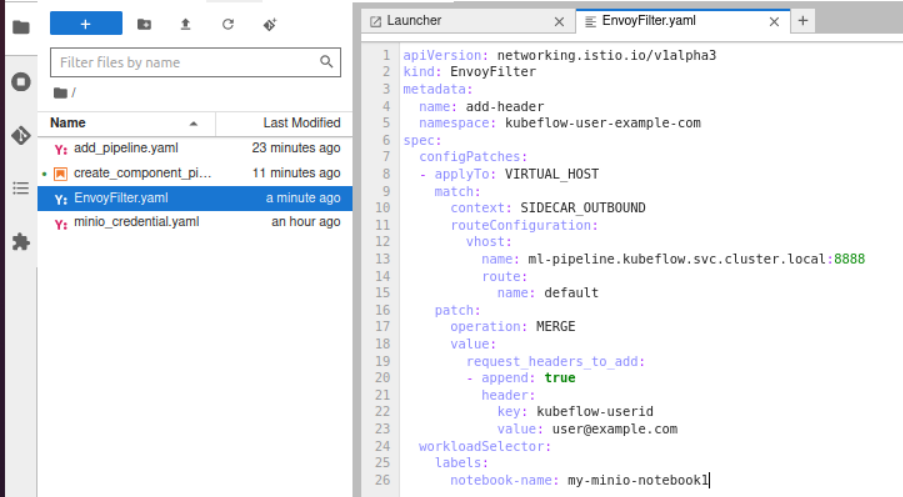 +
Filter files by name
/
Name Last Modified
Y: add_pipeline.yaml 23 minutes ago
create_component_pi... 11 minutes ago
Y: EnvoyFilter.yaml a minute ago
Y: minio_credential.yaml an hour ago
Launcher × EnvoyFilter.yaml × +
1 apiVersion: networking.istio.io/v1alpha3
2 kind: EnvoyFilter
3 metadata:
4   name: add-header
5   namespace: kubeflow-user-example-com
6 spec:
7   configPatches:
8   - applyTo: VIRTUAL_HOST
9     match:
10       context: SIDECAR_OUTBOUND
11       routeConfiguration:
12         vhost:
13           name: ml-pipeline.kubeflow.svc.cluster.local:8888
14           route:
15             name: default
16     patch:
17       operation: MERGE
18       value:
19         request_headers_to_add:
20         - append: true
21           header:
22             key: kubeflow-userid
23             value: user@example.com
24   workloadSelector:
25     labels:
26       notebook-name: my-minio-notebook1